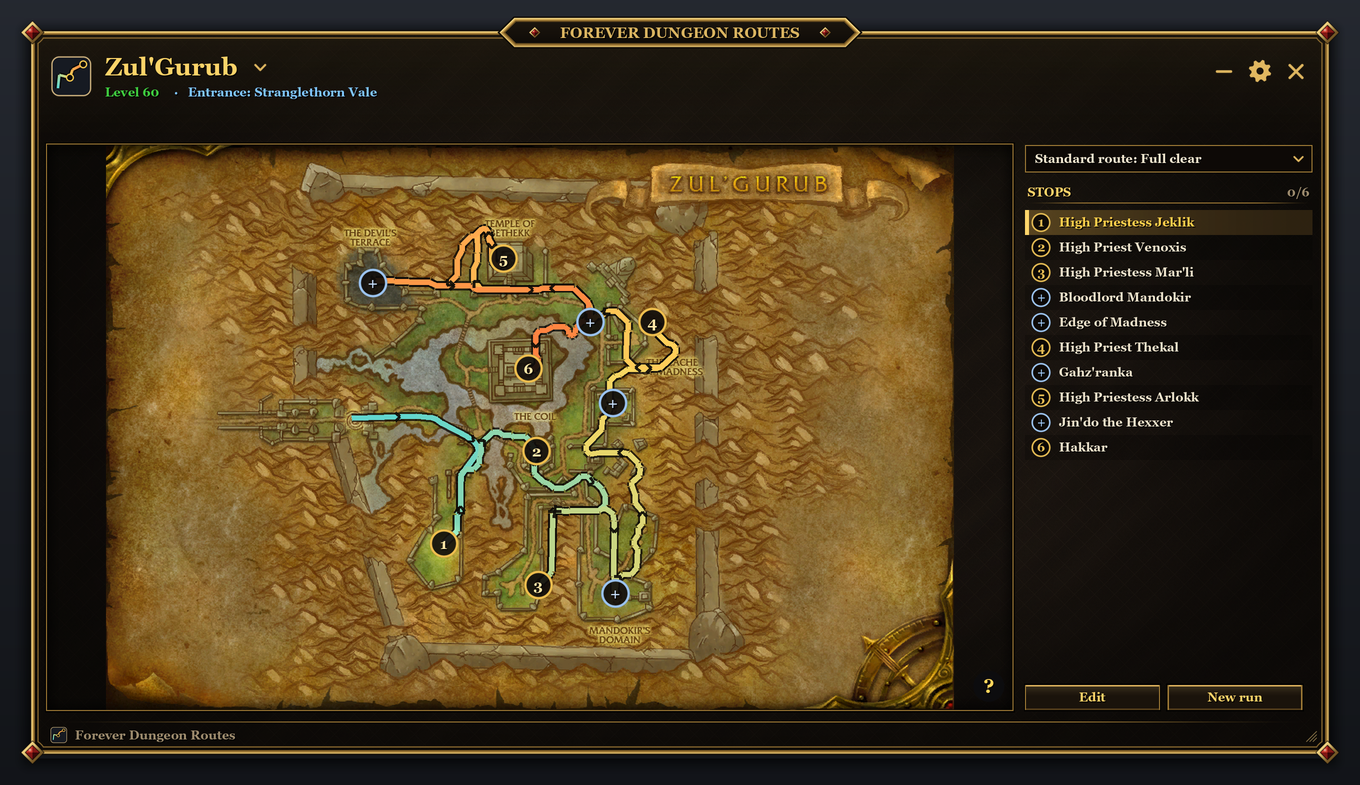 FOREVER DUNGEON ROUTES
Zul'Gurub
Level 60 · Entrance: Stranglethorn Vale
ZUL'GURUB
TEMPLE OF
BETHEKK
THE DEVIL'S
TERRACE
5
+
+
4
MADNESS
6
+
THE COIL
2
1
3
+
MANDOKIR'S
DOMAIN
?
Standard route: Full clear
STOPS 0/6
1 High Priestess Jeklik
2 High Priest Venoxis
3 High Priestess Mar'li
+ Bloodlord Mandokir
+ Edge of Madness
4 High Priest Thekal
+ Gahz'ranka
5 High Priestess Arlokk
+ Jin'do the Hexxer
6 Hakkar
Edit New run
Forever Dungeon Routes